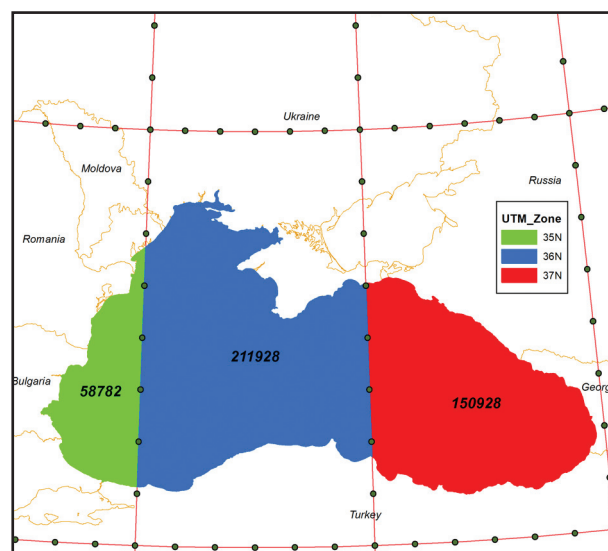 Ukraine
Moldova
Russia
UTM_Zone
35N
36N
37N
Romania
211928
Bulgaria
58782
150928
Georg
Turkey